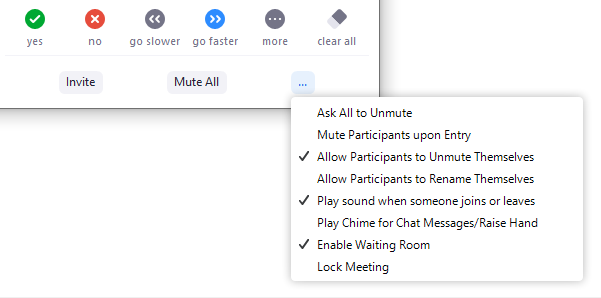 yes no go slower go faster more clear all
Invite Mute All ...
Ask All to Unmute
Mute Participants upon Entry
Allow Participants to Unmute Themselves
Allow Participants to Rename Themselves
Play sound when someone joins or leaves
Play Chime for Chat Messages/Raise Hand
Enable Waiting Room
Lock Meeting